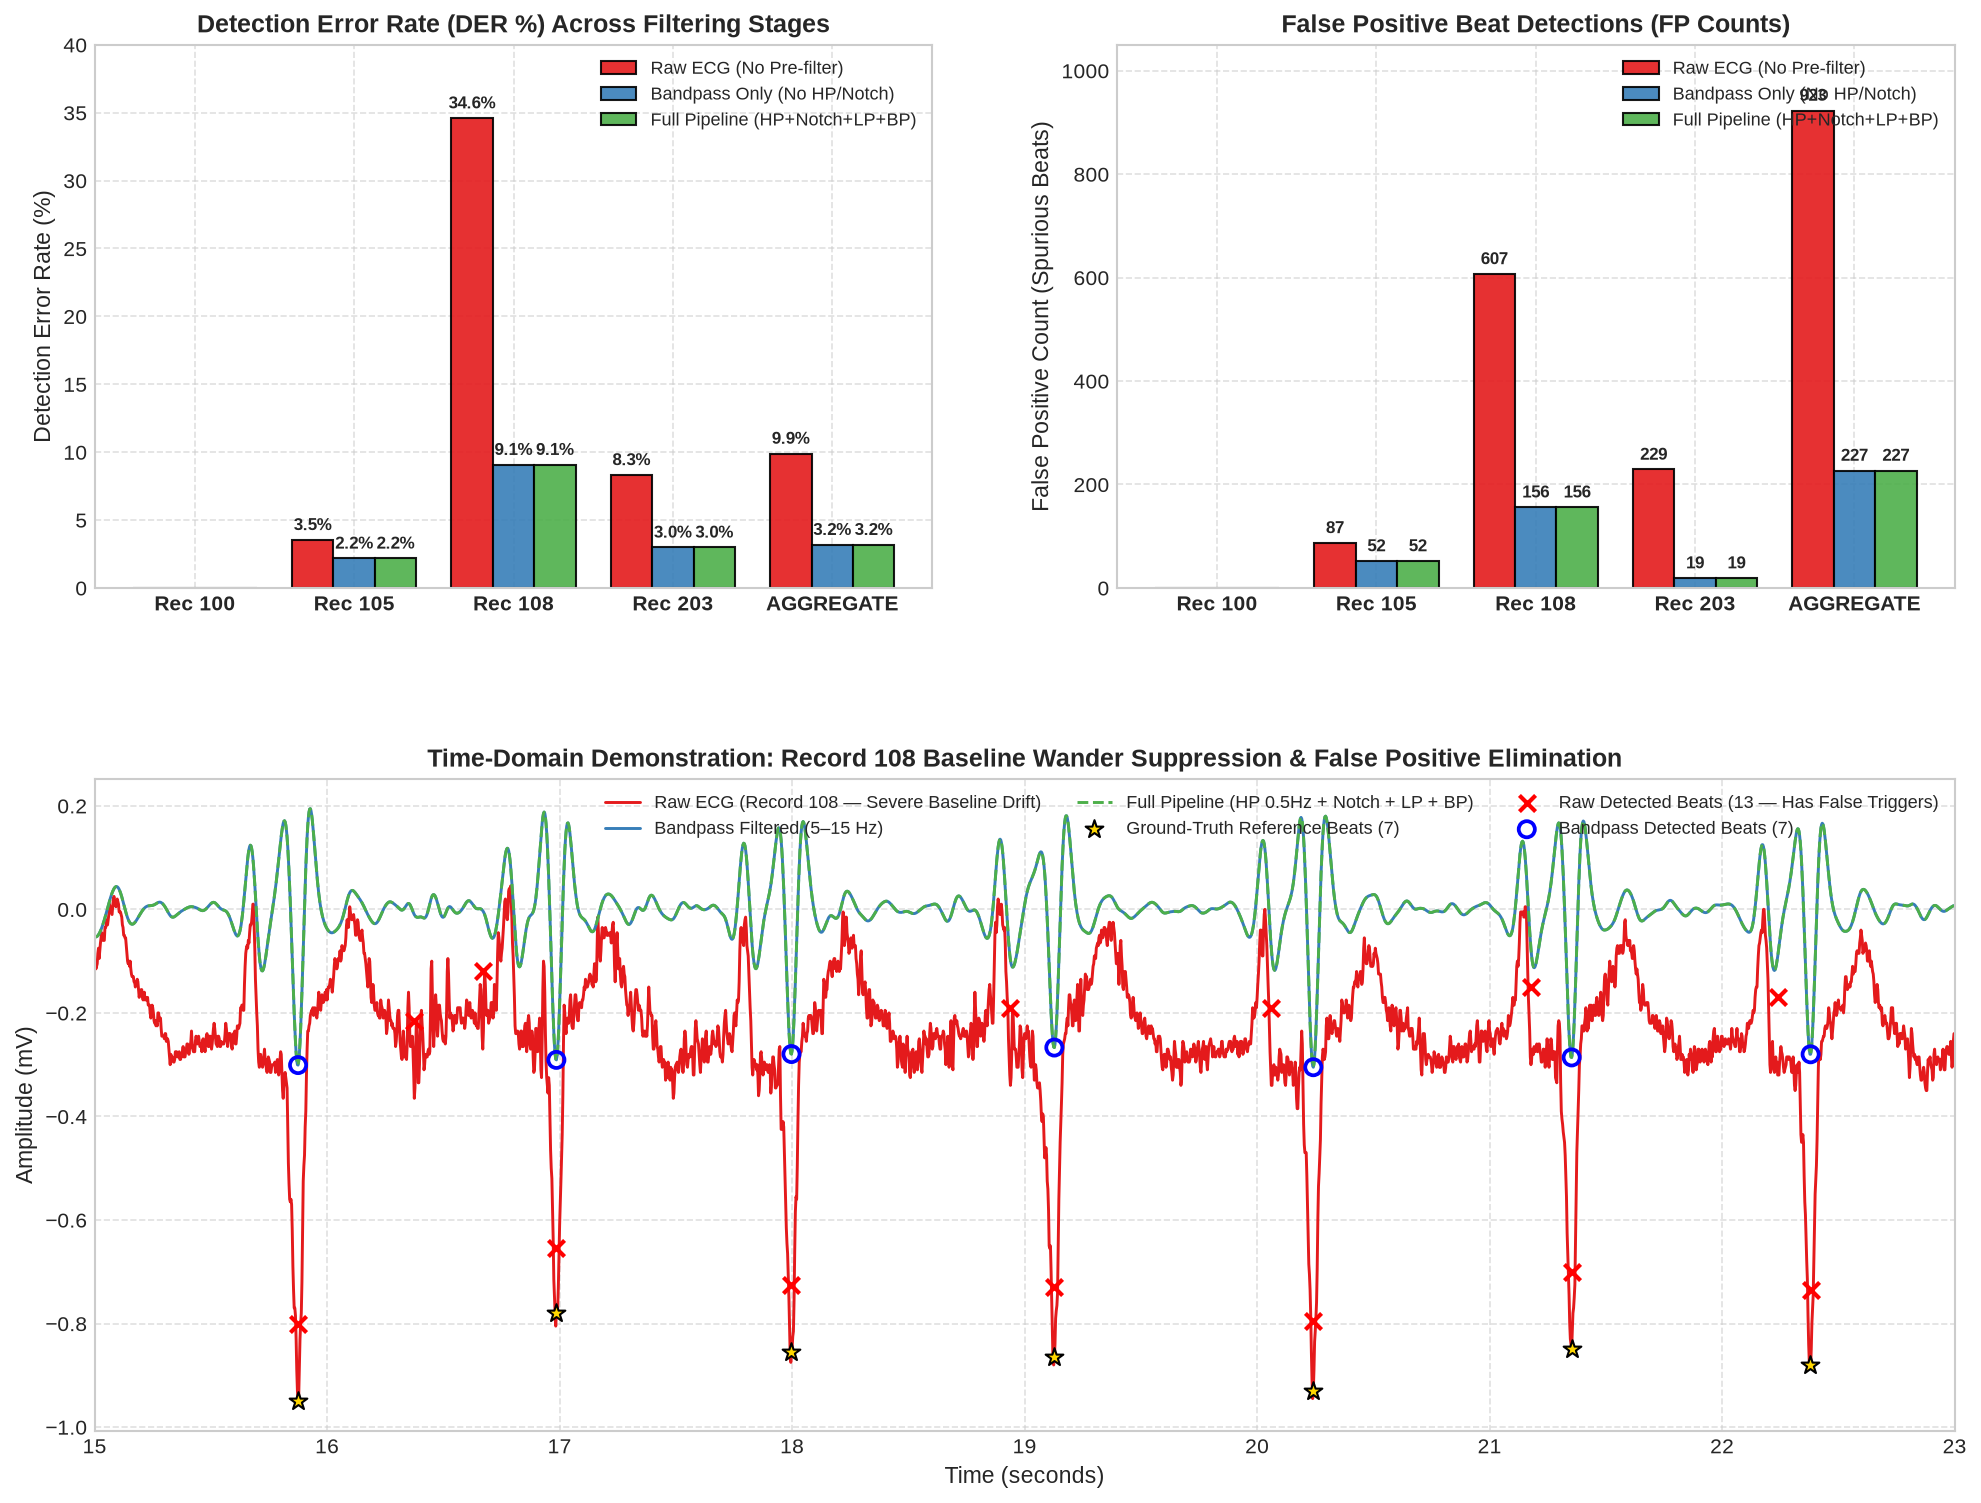 Detection Error Rate (DER %) Across Filtering Stages
Detection Error Rate (%)
40
35
30
25
20
15
10
5
0
Raw ECG (No Pre-filter)
Bandpass Only (No HP/Notch)
Full Pipeline (HP+Notch+LP+BP)
34.6%
9.1% 9.1%
8.3%
9.9%
3.5%
2.2% 2.2%
3.0% 3.0%
3.2% 3.2%
Rec 100 Rec 105 Rec 108 Rec 203 AGGREGATE
False Positive Beat Detections (FP Counts)
False Positive Count (Spurious Beats)
1000
800
600
400
200
0
Raw ECG (No Pre-filter)
Bandpass Only (No HP/Notch)
Full Pipeline (HP+Notch+LP+BP)
923
607
229
227 227
156 156
87
52 52
19 19
Rec 100 Rec 105 Rec 108 Rec 203 AGGREGATE
Time-Domain Demonstration: Record 108 Baseline Wander Suppression & False Positive Elimination
Amplitude (mV)
0.2
0.0
−0.2
−0.4
−0.6
−0.8
−1.0
Raw ECG (Record 108 — Severe Baseline Drift)
Bandpass Filtered (5–15 Hz)
Full Pipeline (HP 0.5Hz + Notch + LP + BP)
Ground-Truth Reference Beats (7)
Raw Detected Beats (13 — Has False Triggers)
Bandpass Detected Beats (7)
15 16 17 18 19 20 21 22 23
Time (seconds)